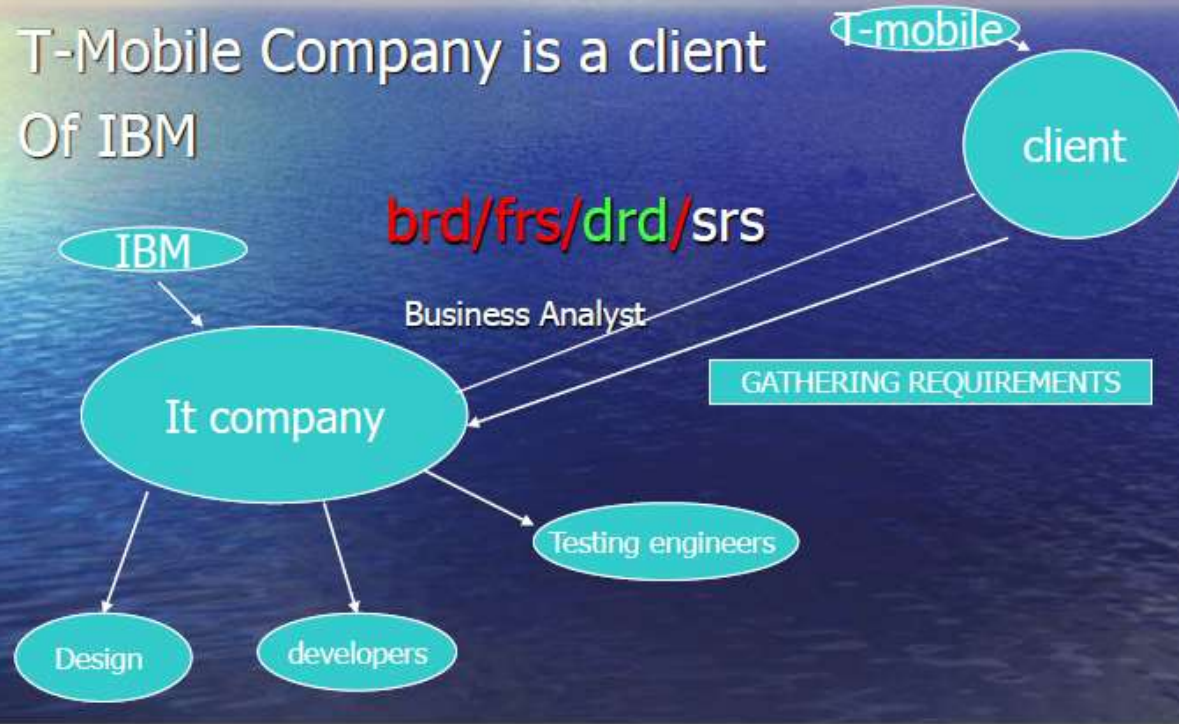 T-Mobile Company is a client
Of IBM
T-mobile
client
brd/frs/drd/srs
IBM
Business Analyst
GATHERING REQUIREMENTS
It company
Testing engineers
Design
developers